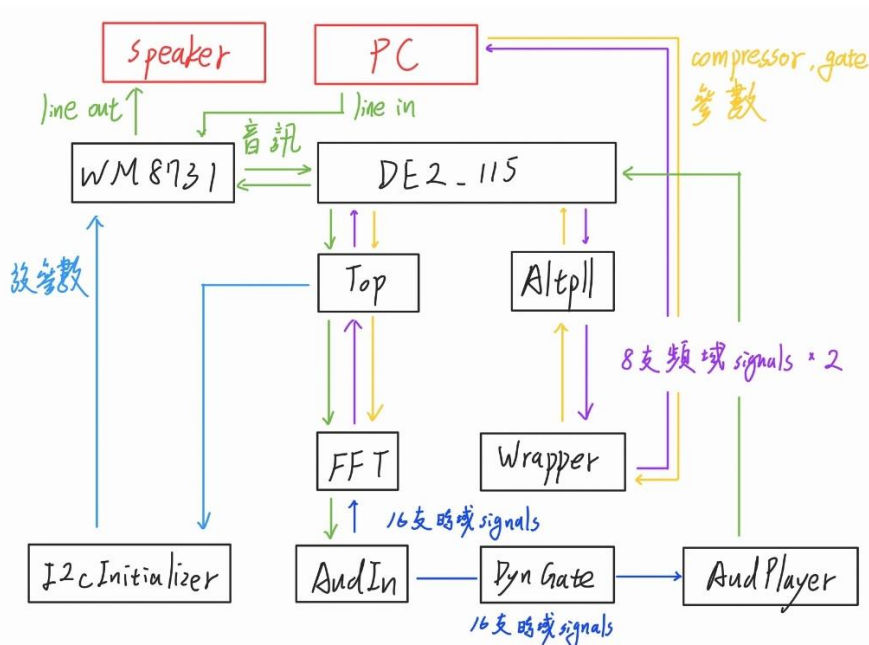 speaker
PC
compressor, gate
參數
line out
line in
音訊
WM8731
DE2_115
放參數
Top
Altpll
8支頻域signals * 2
FFT
Wrapper
16支時域signals
I2cInitializer
AudIn
DynGate
AudPlayer
16支時域signals